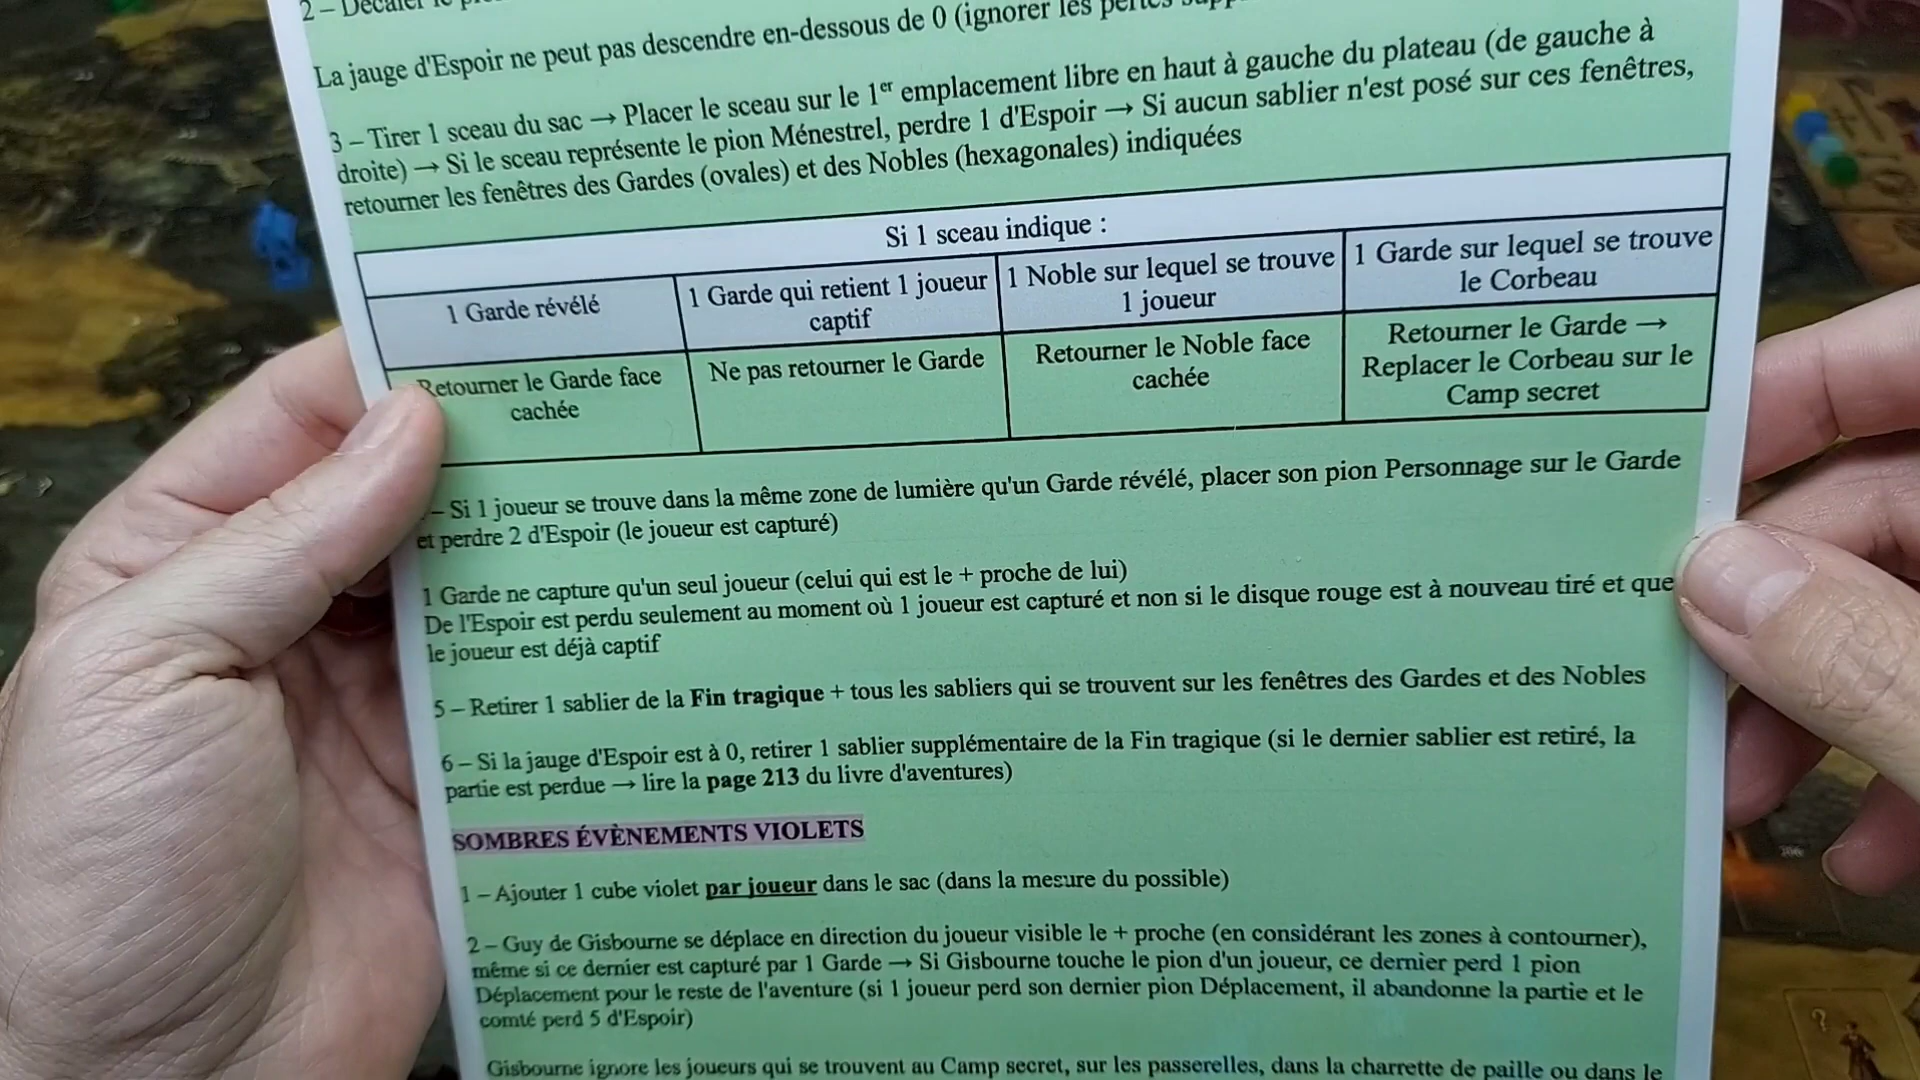 2 – Décaler le
La jauge d'Espoir ne peut pas descendre en-dessous de 0 (ignorer les pertes
3 – Tirer 1 sceau du sac → Placer le sceau sur le 1er emplacement libre en haut à gauche du plateau (de gauche à
droite) → Si le sceau représente le pion Ménestrel, perdre 1 d'Espoir → Si aucun sablier n'est posé sur ces fenêtres,
retourner les fenêtres des Gardes (ovales) et des Nobles (hexagonales) indiquées
Si 1 sceau indique :
1 Garde révélé
1 Garde qui retient 1 joueur
captif
1 Noble sur lequel se trouve
1 joueur
1 Garde sur lequel se trouve
le Corbeau
Retourner le Garde face
cachée
Ne pas retourner le Garde
Retourner le Noble face
cachée
Retourner le Garde →
Replacer le Corbeau sur le
Camp secret
– Si 1 joueur se trouve dans la même zone de lumière qu'un Garde révélé, placer son pion Personnage sur le Garde
et perdre 2 d'Espoir (le joueur est capturé)
1 Garde ne capture qu'un seul joueur (celui qui est le + proche de lui)
De l'Espoir est perdu seulement au moment où 1 joueur est capturé et non si le disque rouge est à nouveau tiré et que
le joueur est déjà captif
5 – Retirer 1 sablier de la Fin tragique + tous les sabliers qui se trouvent sur les fenêtres des Gardes et des Nobles
6 – Si la jauge d'Espoir est à 0, retirer 1 sablier supplémentaire de la Fin tragique (si le dernier sablier est retiré, la
partie est perdue → lire la page 213 du livre d'aventures)
SOMBRES ÉVÈNEMENTS VIOLETS
1 – Ajouter 1 cube violet par joueur dans le sac (dans la mesure du possible)
2 – Guy de Gisbourne se déplace en direction du joueur visible le + proche (en considérant les zones à contourner),
même si ce dernier est capturé par 1 Garde → Si Gisbourne touche le pion d'un joueur, ce dernier perd 1 pion
Déplacement pour le reste de l'aventure (si 1 joueur perd son dernier pion Déplacement, il abandonne la partie et le
comté perd 5 d'Espoir)
Gisbourne ignore les joueurs qui se trouvent au Camp secret, sur les passerelles, dans la charrette de paille ou dans le
?